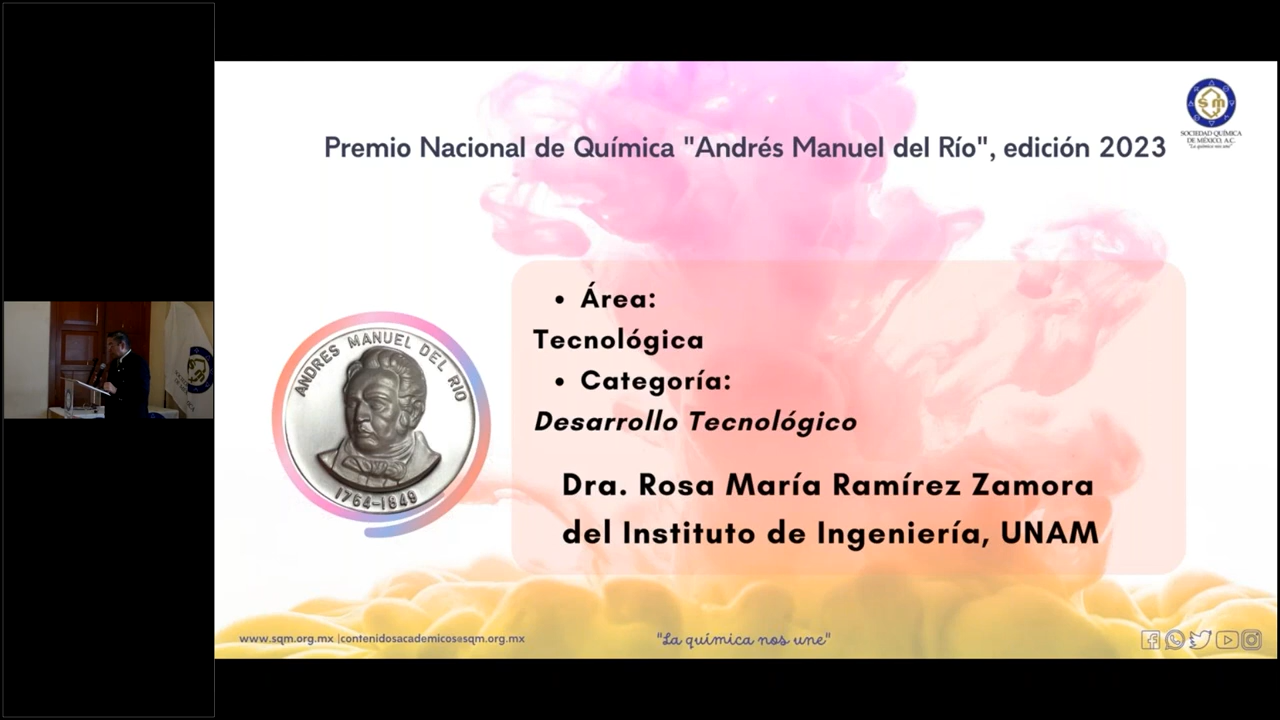 Premio Nacional de Química "Andrés Manuel del Río", edición 2023
SM
SOCIEDAD QUÍMICA
DE MÉXICO, A.C.
"La química nos une"
• Área:
Tecnológica
• Categoría:
Desarrollo Tecnológico
Dra. Rosa María Ramírez Zamora
del Instituto de Ingeniería, UNAM
ANDRES MANUEL DEL RIO
1764-1849
www.sqm.org.mx |contenidosacademicos@sqm.org.mx
"La química nos une"